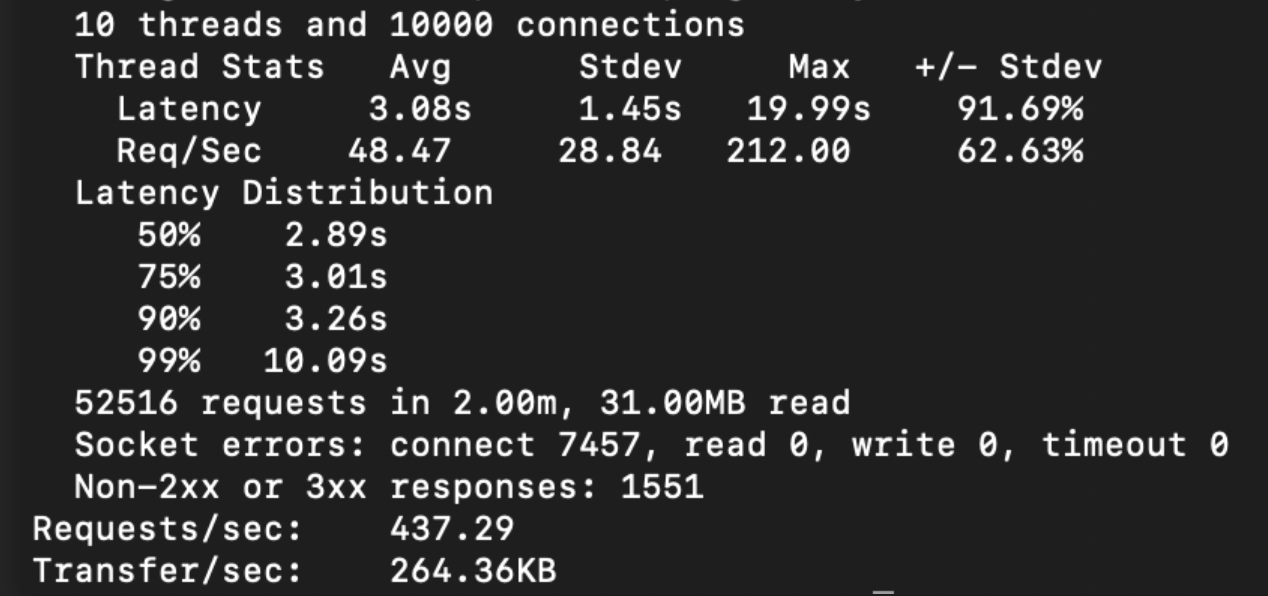 10 threads and 10000 connections
Thread Stats   Avg      Stdev     Max   +/- Stdev
Latency     3.08s     1.45s   19.99s    91.69%
Req/Sec    48.47     28.84   212.00     62.63%
Latency Distribution
50%    2.89s
75%    3.01s
90%    3.26s
99%   10.09s
52516 requests in 2.00m, 31.00MB read
Socket errors: connect 7457, read 0, write 0, timeout 0
Non-2xx or 3xx responses: 1551
Requests/sec:    437.29
Transfer/sec:    264.36KB